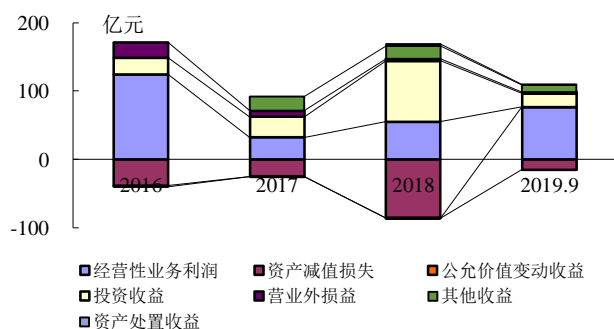 200
亿元
100
0
2016 2017 2018 2019.9
-100
经营性业务利润 资产减值损失 公允价值变动收益
投资收益 营业外损益 其他收益
资产处置收益